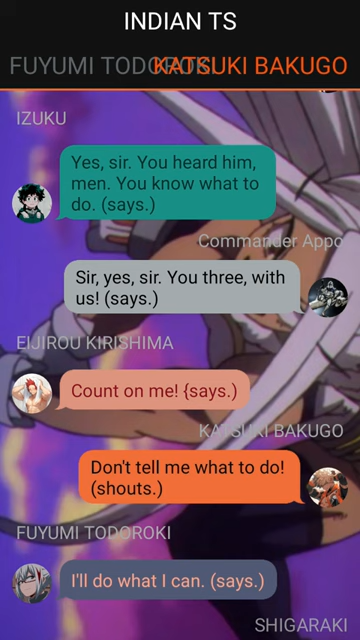 INDIAN TS
FUYUMI TODOROKI KATSUKI BAKUGO
IZUKU
Yes, sir. You heard him,
men. You know what to
do. (says.)
Commander Appo
Sir, yes, sir. You three, with
us! (says.)
EIJIROU KIRISHIMA
Count on me! {says.)
KATSUKI BAKUGO
Don't tell me what to do!
(shouts.)
FUYUMI TODOROKI
I'll do what I can. (says.)
SHIGARAKI